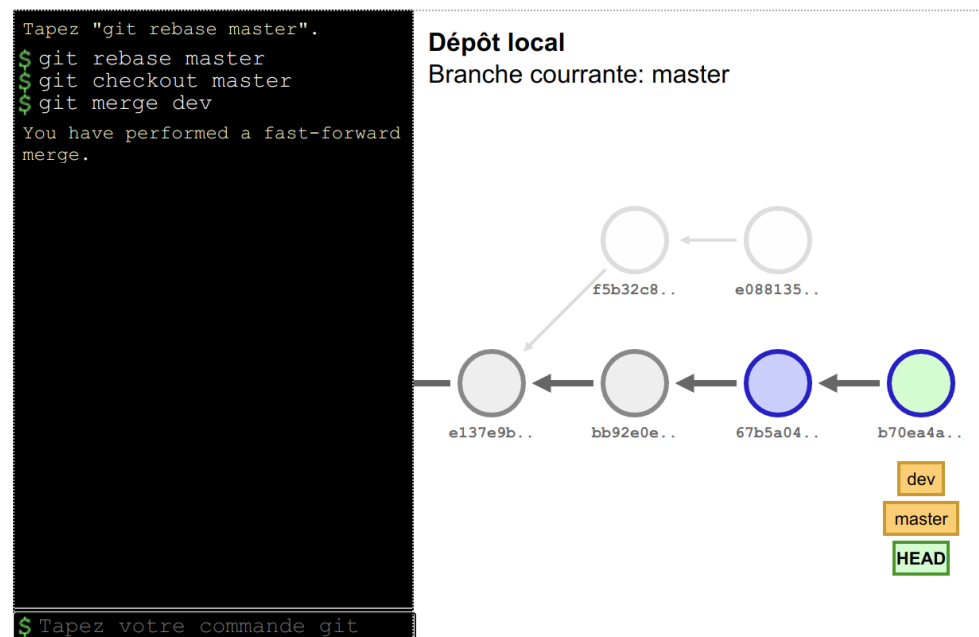 Tapez "git rebase master".
$ git rebase master
$ git checkout master
$ git merge dev
You have performed a fast-forward
merge.
$ Tapez votre commande git
Dépôt local
Branche courrante: master
f5b32c8..
e088135..
e137e9b..
bb92e0e..
67b5a04..
b70ea4a..
dev
master
HEAD